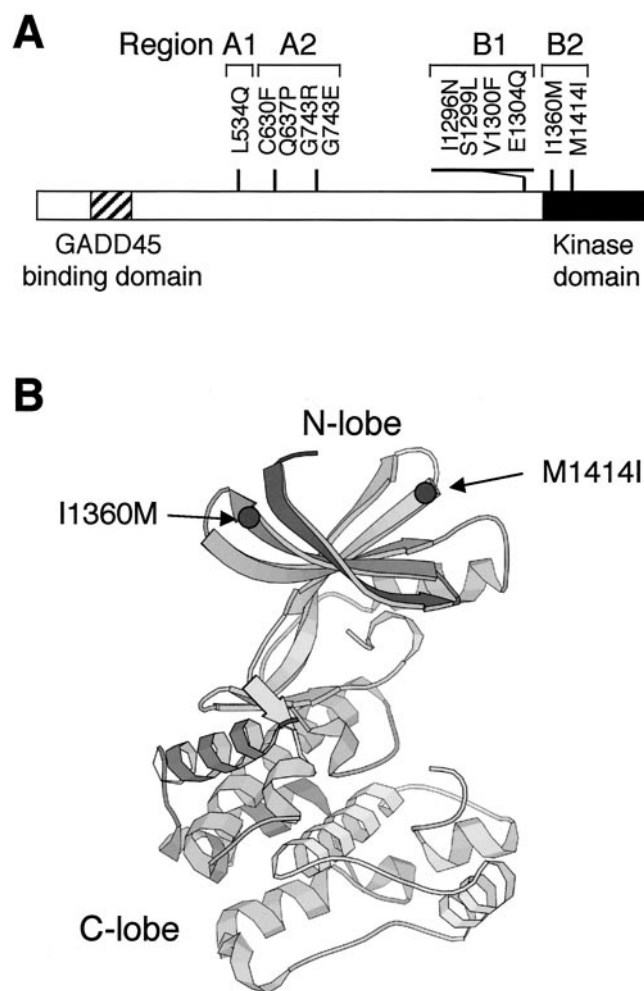 A
Region A1 A2 B1 B2
L534Q
C630F
Q637P
G743R
G743E
I1296N
S1299L
V1300F
E1304Q
I1360M
M1414I
GADD45
binding domain
Kinase
domain
B
N-lobe
M1414I
I1360M
C-lobe